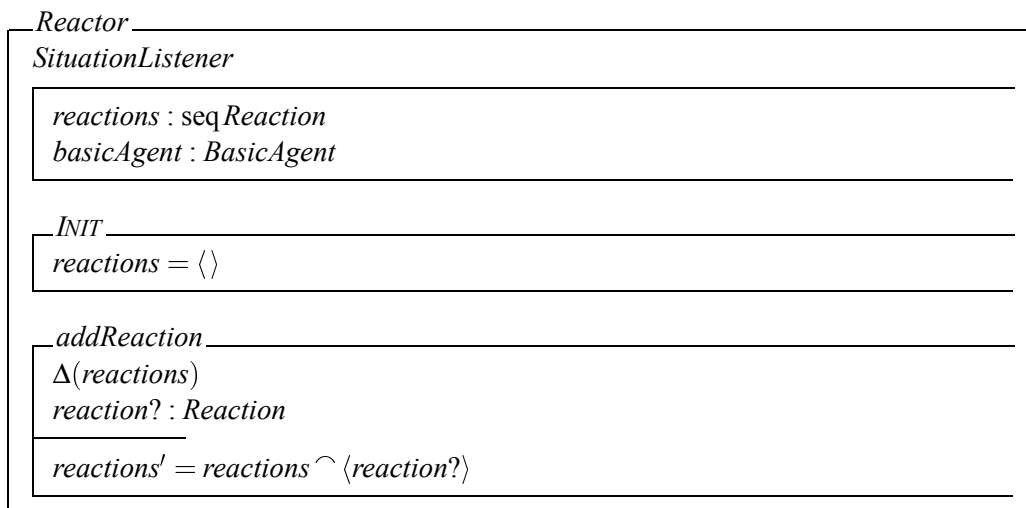 Reactor
SituationListener
reactions : seq Reaction
basicAgent : BasicAgent
INIT
reactions = ⟨ ⟩
addReaction
Δ(reactions)
reaction? : Reaction
reactions′ = reactions ⌢ ⟨reaction?⟩